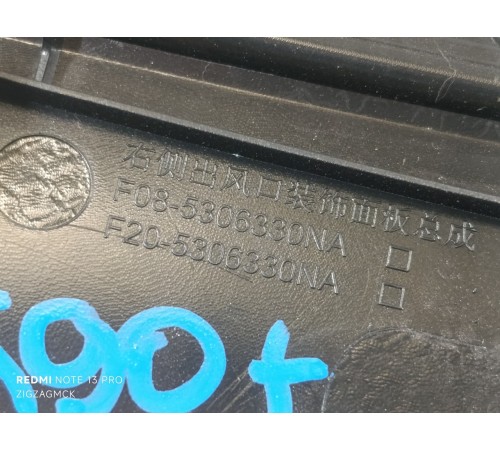 右侧出风口装饰面板总成
F08-5306330NA □
F20-5306330NA □
590t
REDMI NOTE 13 PRO
ZIGZAGMCK